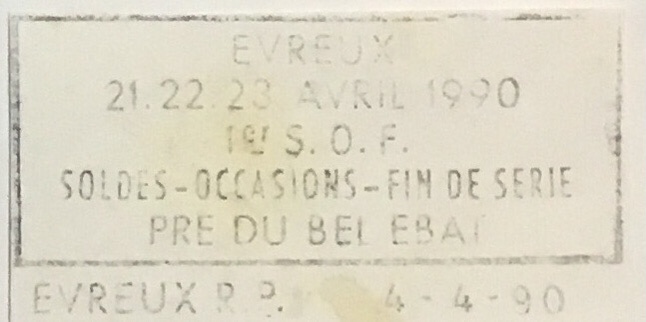 EVREUX
21.22.23 AVRIL 1990
1er S.O.F.
SOLDES-OCCASIONS-FIN DE SERIE
PRE DU BEL EBAT
EVREUX R.P. 4-4-90